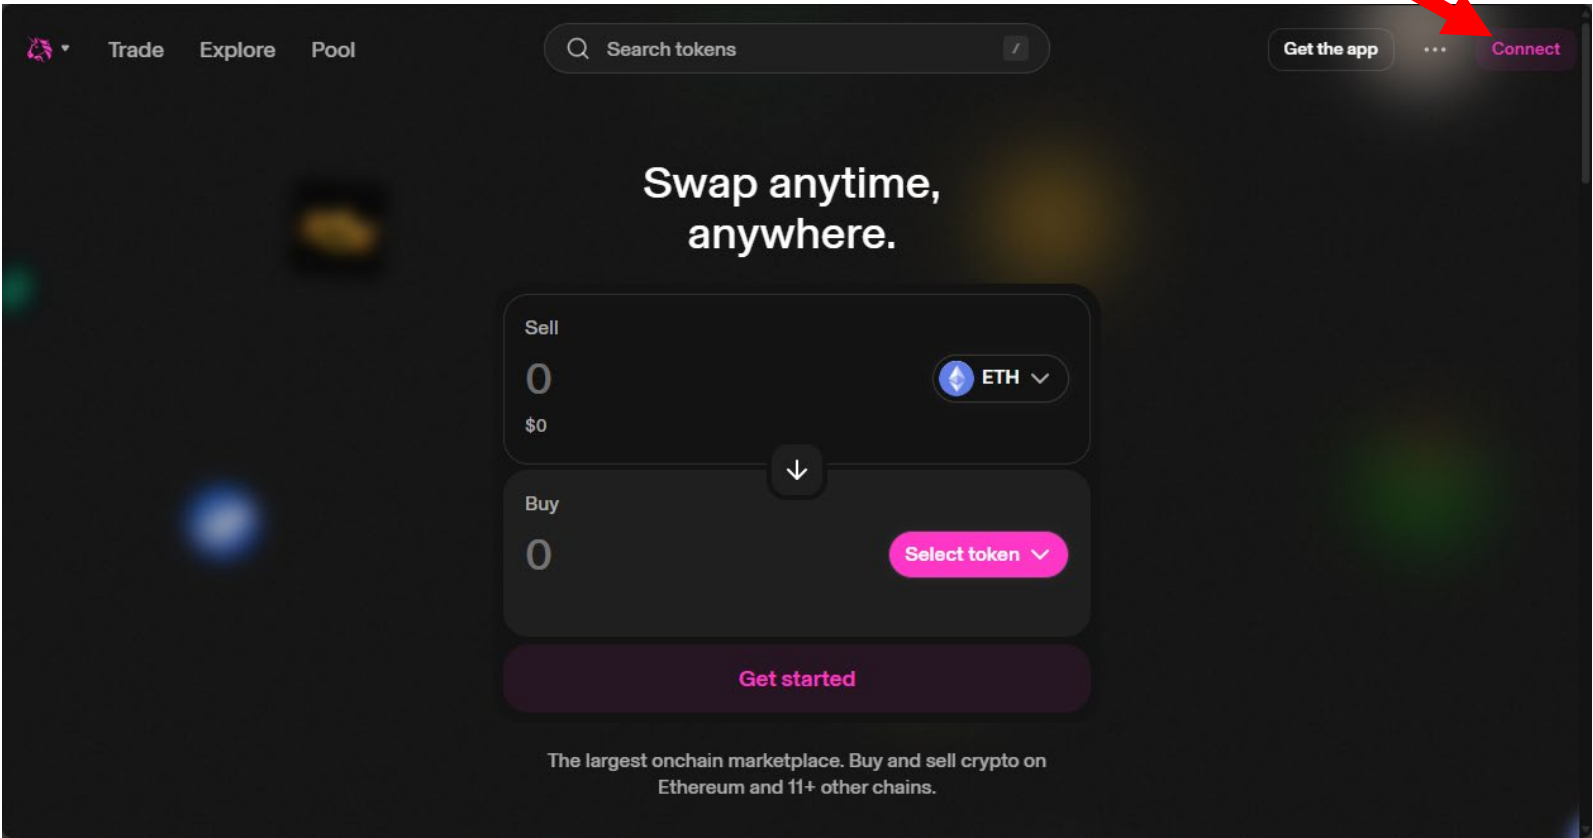 Trade
Explore
Pool
Search tokens
/
Get the app
Connect
Swap anytime,
anywhere.
Sell
0
ETH
$0
Buy
0
Select token
Get started
The largest onchain marketplace. Buy and sell crypto on
Ethereum and 11+ other chains.